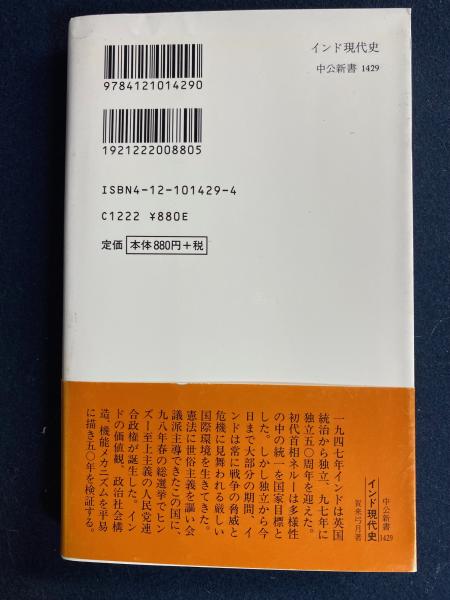 インド現代史
中公新書 1429
9784121014290
1921222008805
ISBN4-12-101429-4
C1222 ¥880E
定価 本体880円+税
中公新書
1429
インド現代史
賀来弓月著
一九四七年インドは英国
統治から独立、九七年に
独立五〇周年を迎えた。
初代首相ネルーは多様性
の中の統一を国家目標と
した。しかし独立から今
日まで大部分の期間、イ
ンドは常に戦争の脅威と
危機に見舞われる厳しい
国際環境を生きてきた。
憲法に世俗主義を謳い会
議派主導できたこの国に、
九八年春の総選挙でヒン
ズー至上主義の人民党連
合政権が誕生した。イン
ドの価値観、政治社会構
造、機能メカニズムを平易
に描き五〇年を検証する。